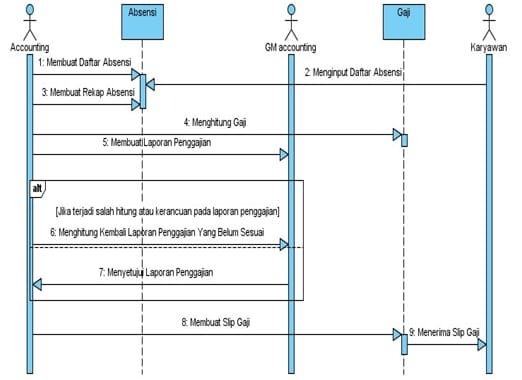 Absensi
Gaji
Accounting
GM accounting
Karyawan
1: Membuat Daftar Absensi
2: Menginput Daftar Absensi
3: Membuat Rekap Absensi
4: Menghitung Gaji
5: Membuat Laporan Penggajian
alt
[Jika terjadi salah hitung atau kerancuan pada laporan penggajian]
6: Menghitung Kembali Laporan Penggajian Yang Belum Sesuai
7: Menyetujui Laporan Penggajian
8: Membuat Slip Gaji
9: Menerima Slip Gaji